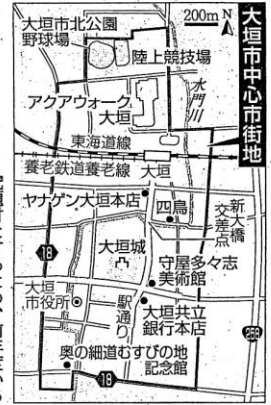 大垣市中心市街地
200m N
大垣市北公園
野球場
陸上競技場
水門川
アクアウォーク
大垣
東海道線
養老鉄道養老線
大垣
ヤナゲン大垣本店
四鳥
新大橋
交差点
大垣城
守屋多々志
美術館
18
大垣
市役所
駅通り
大垣共立
銀行本店
258
奥の細道むすびの地
記念館
18